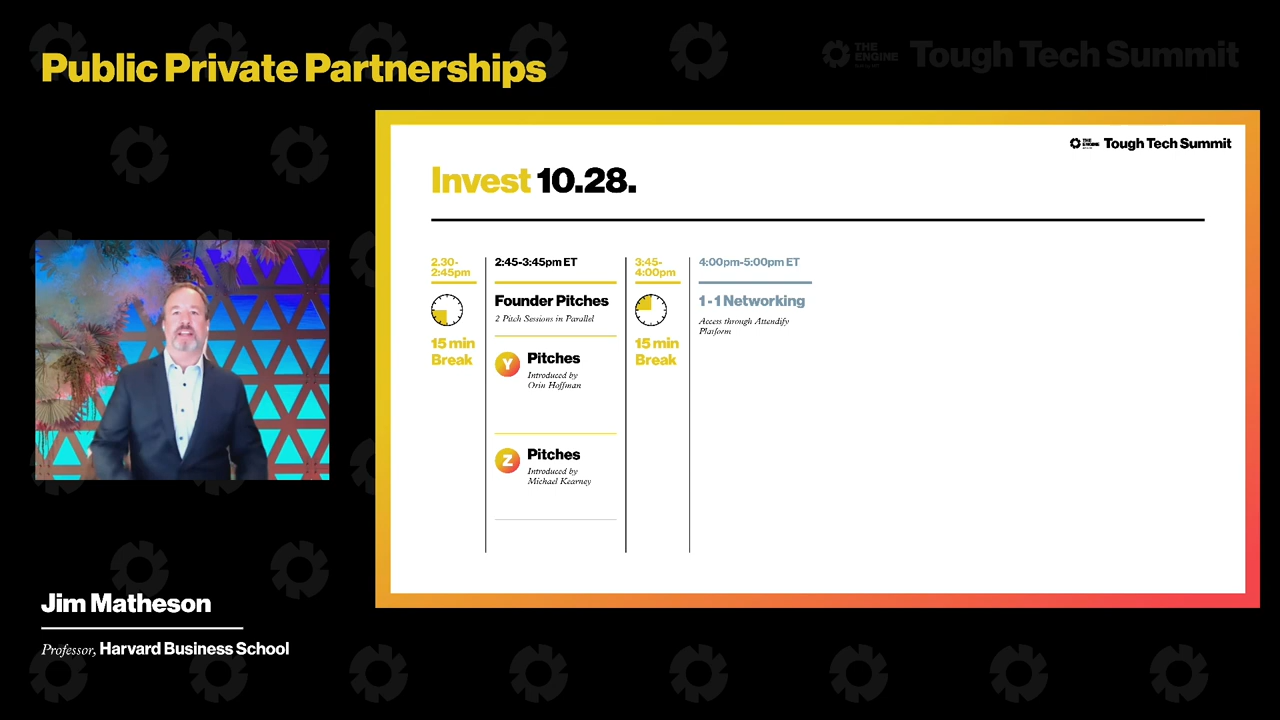 Public Private Partnerships
THE
ENGINE
Tough Tech Summit
THE
ENGINE
Tough Tech Summit
Invest 10.28.
2.30-
2:45pm
15 min
Break
2:45-3:45pm ET
Founder Pitches
2 Pitch Sessions in Parallel
Y
Pitches
Introduced by
Orin Hoffman
Z
Pitches
Introduced by
Michael Kearney
3:45-
4:00pm
15 min
Break
4:00pm-5:00pm ET
1 - 1 Networking
Access through Attendify
Platform
Jim Matheson
Professor, Harvard Business School